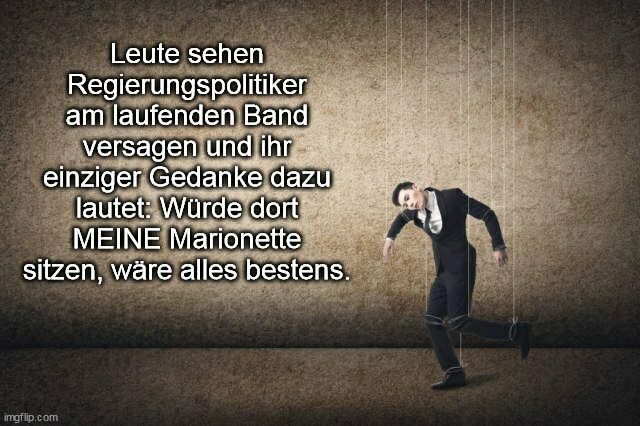 Leute sehen
Regierungspolitiker
am laufenden Band
versagen und ihr
einziger Gedanke dazu
lautet: Würde dort
MEINE Marionette
sitzen, wäre alles bestens.
imgflip.com